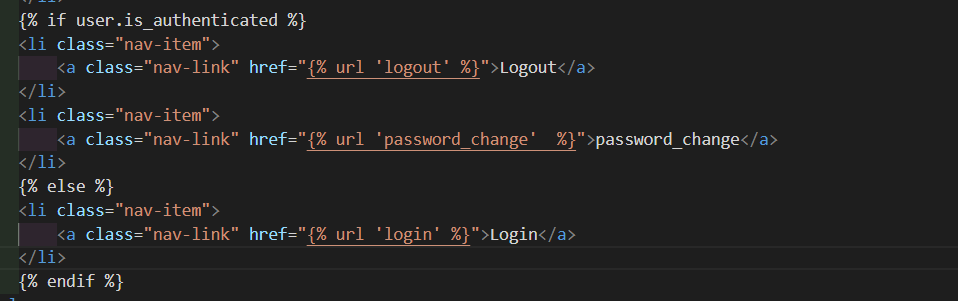 {% if user.is_authenticated %}
<li class="nav-item">
    <a class="nav-link" href="{% url 'logout' %}">Logout</a>
</li>
<li class="nav-item">
    <a class="nav-link" href="{% url 'password_change'  %}">password_change</a>
</li>
{% else %}
<li class="nav-item">
    <a class="nav-link" href="{% url 'login' %}">Login</a>
</li>
{% endif %}